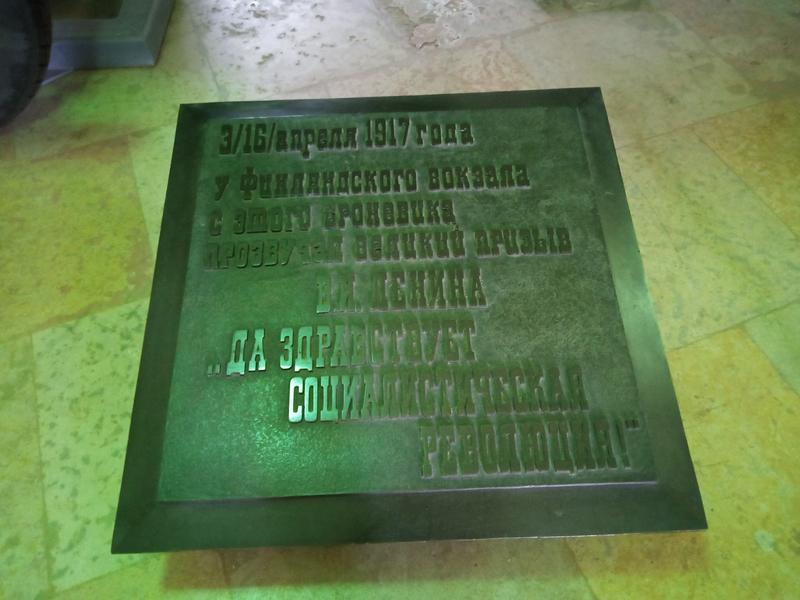 3/16/апреля 1917 года
у Финляндского вокзала
с этого броневика
прозвучал великий призыв
В.И. ЛЕНИНА
„ДА ЗДРАВСТВУЕТ
СОЦИАЛИСТИЧЕСКАЯ
РЕВОЛЮЦИЯ!"